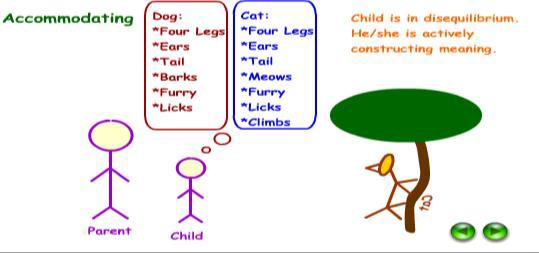 Accommodating
Dog:
*Four Legs
*Ears
*Tail
*Barks
*Furry
*Licks
Cat:
*Four Legs
*Ears
*Tail
*Meows
*Furry
*Licks
*Climbs
Child is in disequilibrium.
He/she is actively
constructing meaning.
Parent
Child
Cat